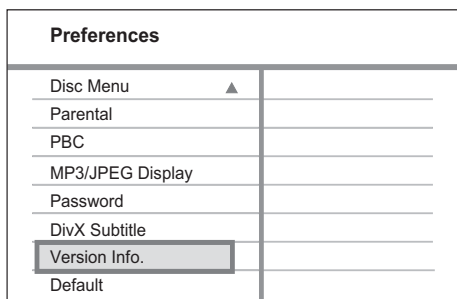 Preferences
Disc Menu
Parental
PBC
MP3/JPEG Display
Password
DivX Subtitle
Version Info.
Default